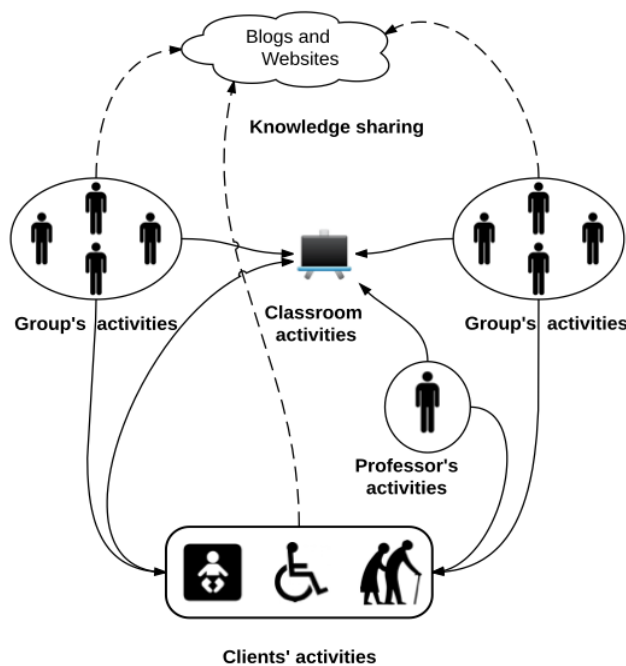 Blogs and
Websites
Knowledge sharing
Group's activities
Classroom
activities
Group's activities
Professor's
activities
Clients' activities